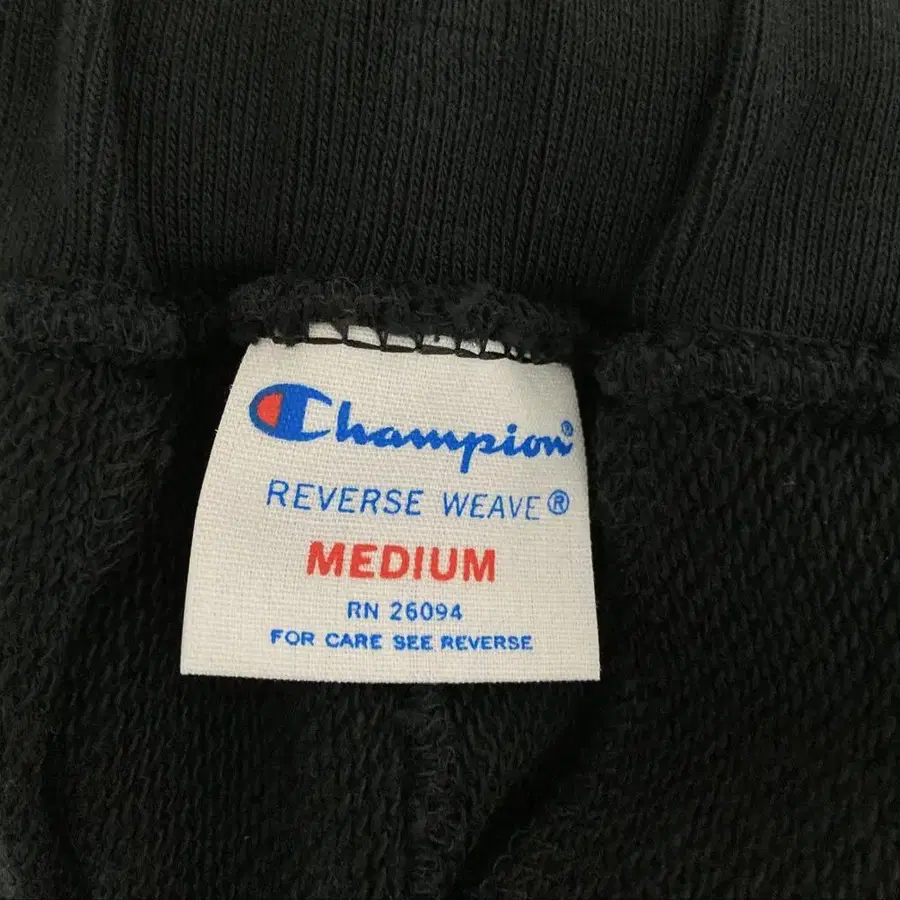 Champion®
REVERSE WEAVE®
MEDIUM
RN 26094
FOR CARE SEE REVERSE